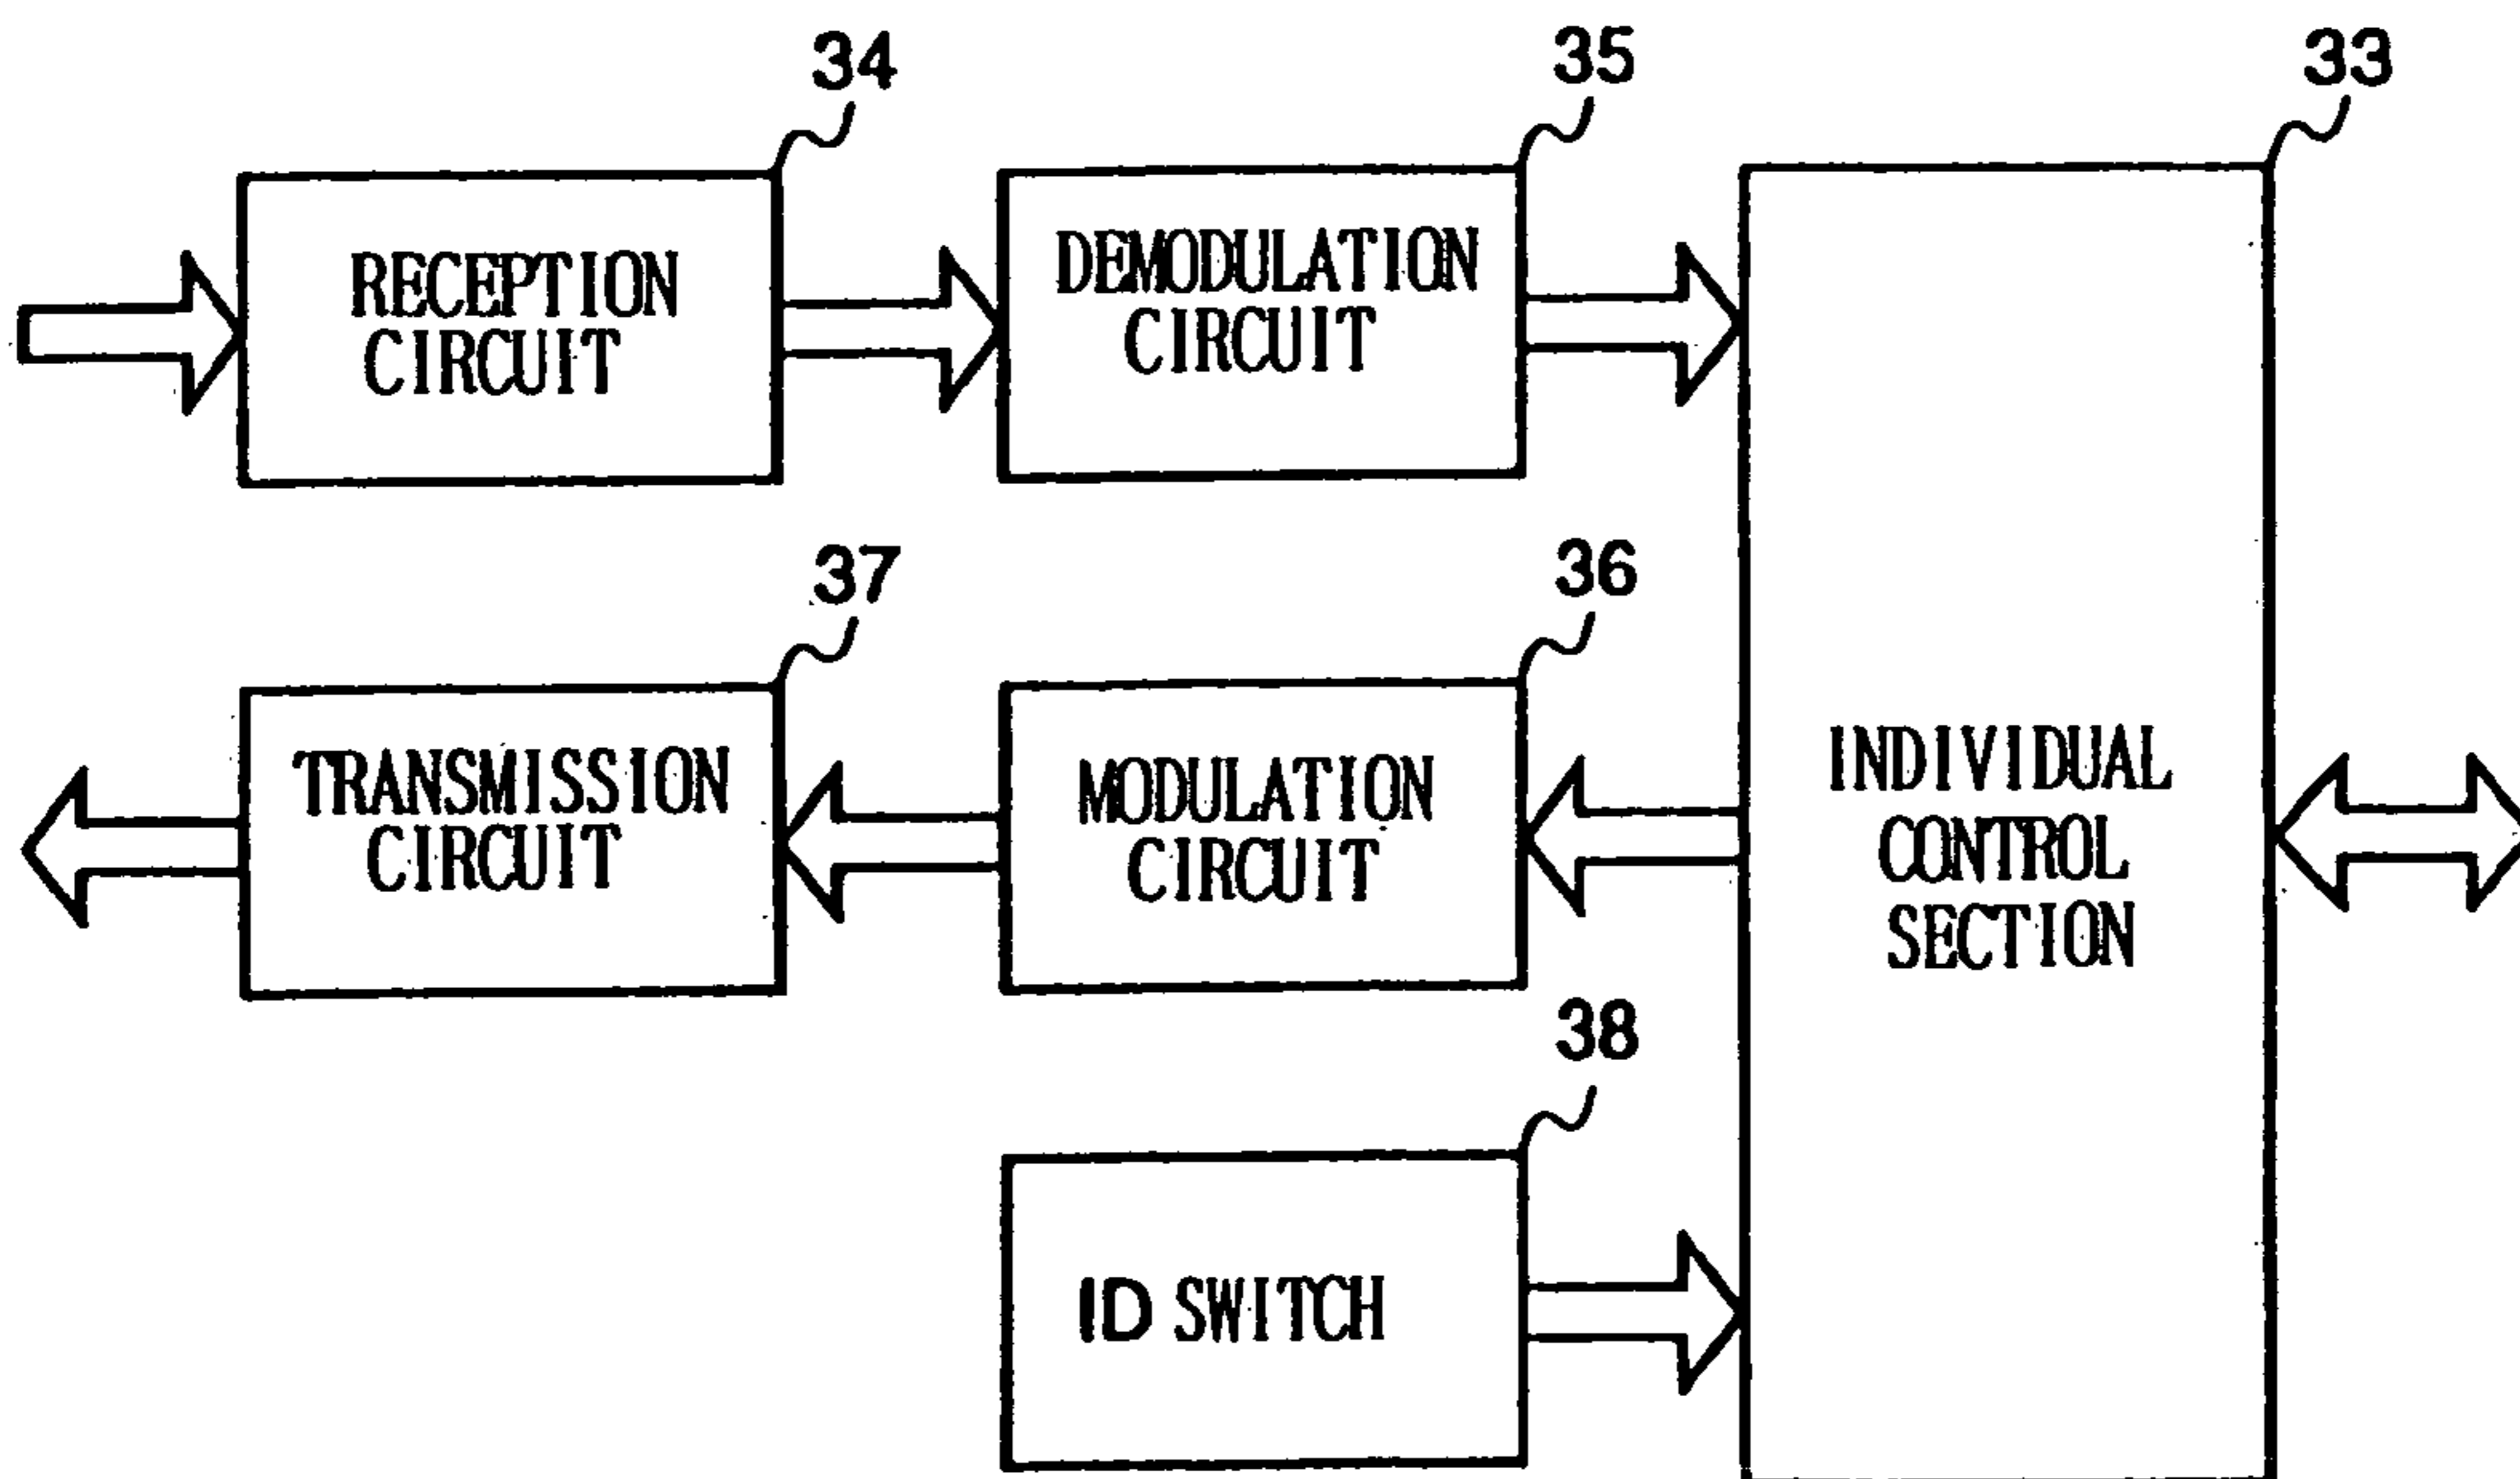 34
35
33
RECEPTION
CIRCUIT
DEMODULATION
CIRCUIT
37
36
TRANSMISSION
CIRCUIT
MODULATION
CIRCUIT
INDIVIDUAL
CONTROL
SECTION
38
ID SWITCH